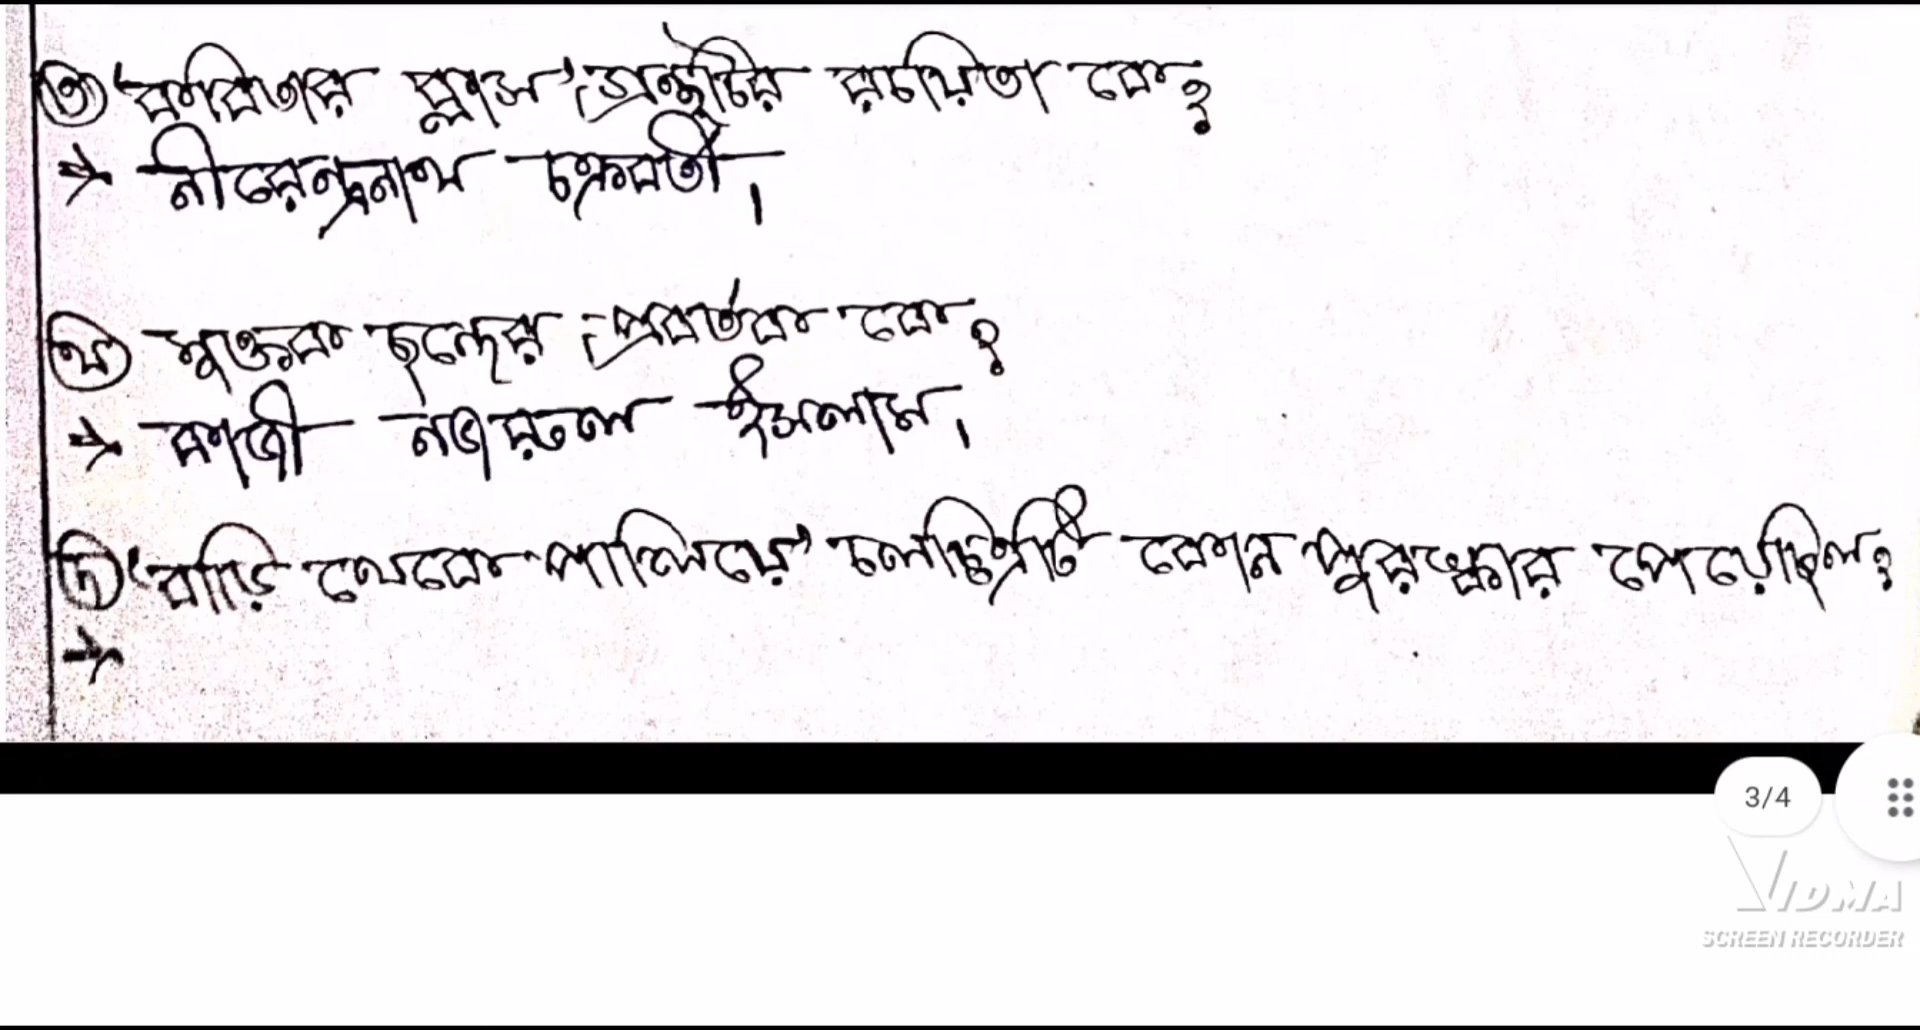 ত 'কবিতার ক্লাস' গ্রন্থটির রচয়িতা কে?
→ নীরেন্দ্রনাথ চক্রবর্তী।
থ মুক্তক ছন্দের প্রবর্তক কে?
→ কাজী নজরুল ইসলাম।
'বাড়ি থেকে পালিয়ে' চলচ্চিত্রটি কোন পুরস্কার পেয়েছিল?
→
3/4
VIDMA
SCREEN RECORDER